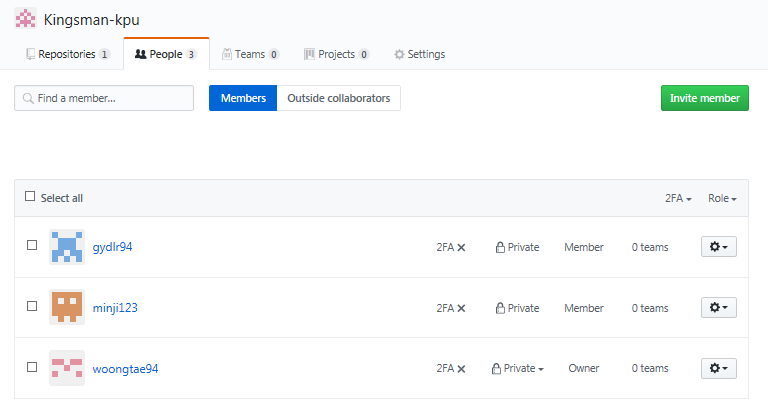 Kingsman-kpu
Repositories 1 People 3 Teams 0 Projects 0 Settings
Find a member... Members Outside collaborators Invite member
Select all 2FA Role
gydlr94 2FA Private Member 0 teams
minji123 2FA Private Member 0 teams
woongtae94 2FA Private Owner 0 teams